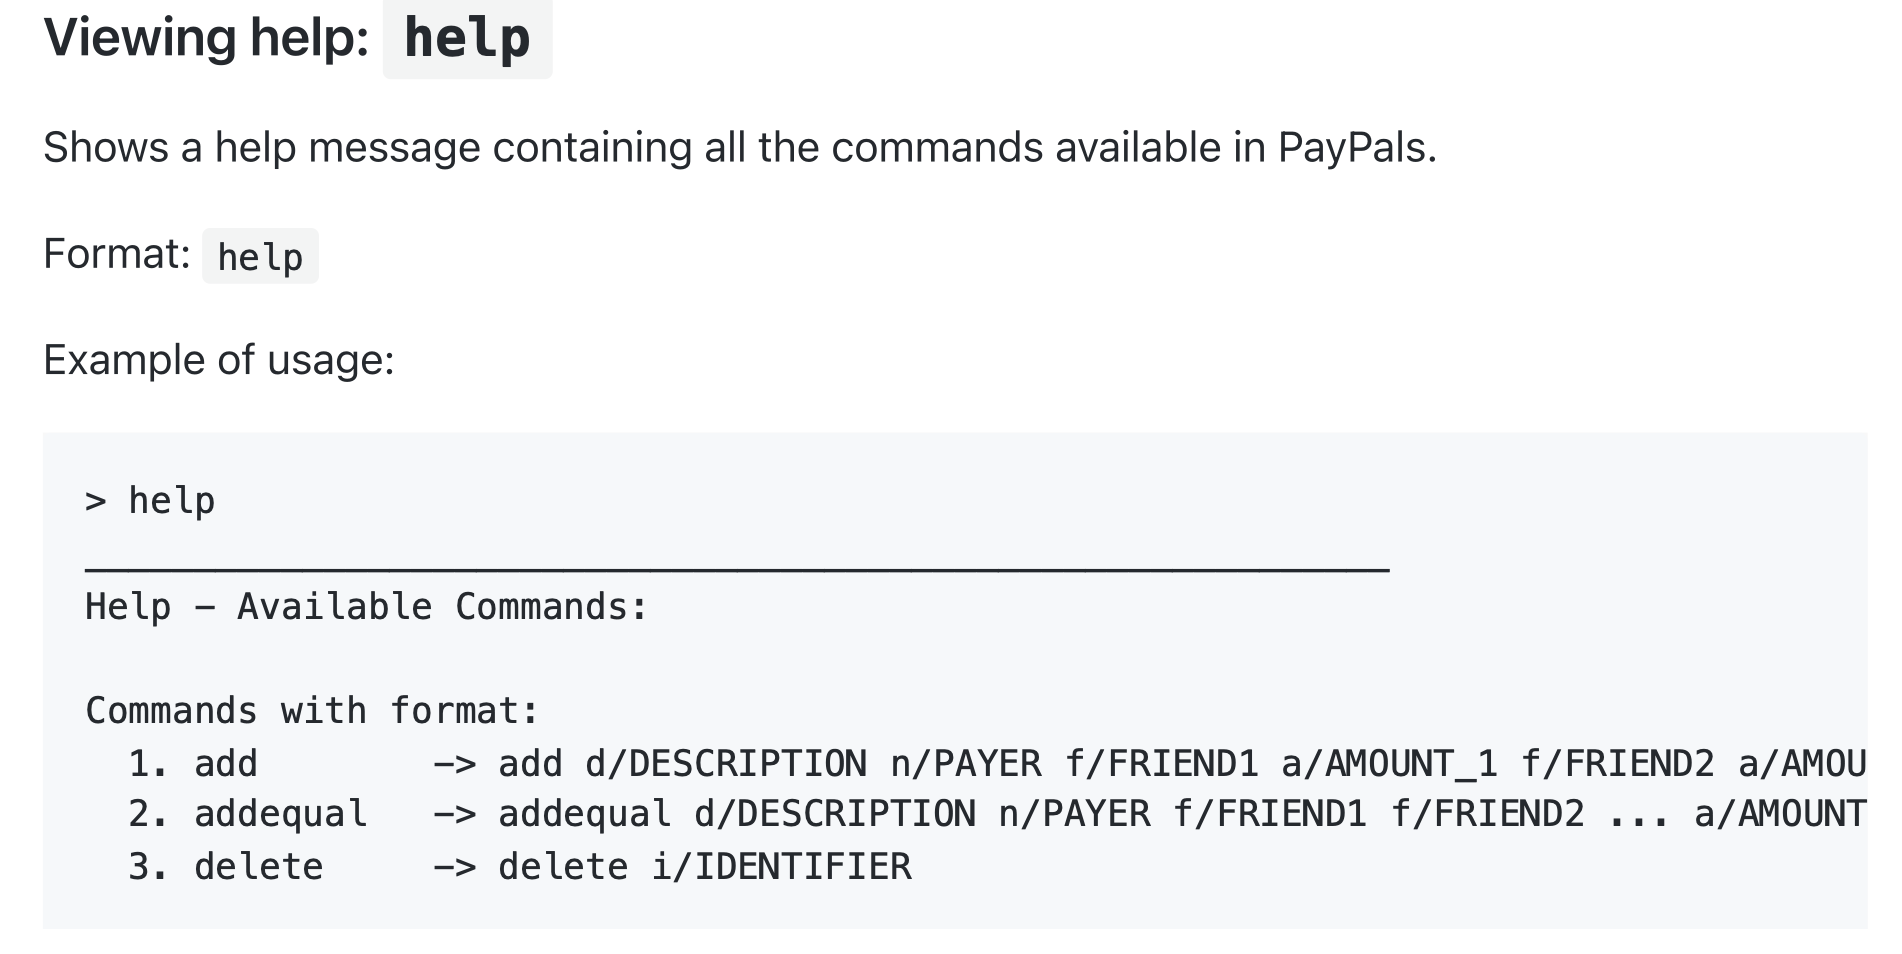 Viewing help: help
Shows a help message containing all the commands available in PayPals.
Format: help
Example of usage:
> help
Help - Available Commands:
Commands with format:
1. add -> add d/DESCRIPTION n/PAYER f/FRIEND1 a/AMOUNT_1 f/FRIEND2 a/AMOU
2. addequal -> addequal d/DESCRIPTION n/PAYER f/FRIEND1 f/FRIEND2 ... a/AMOUNT
3. delete -> delete i/IDENTIFIER